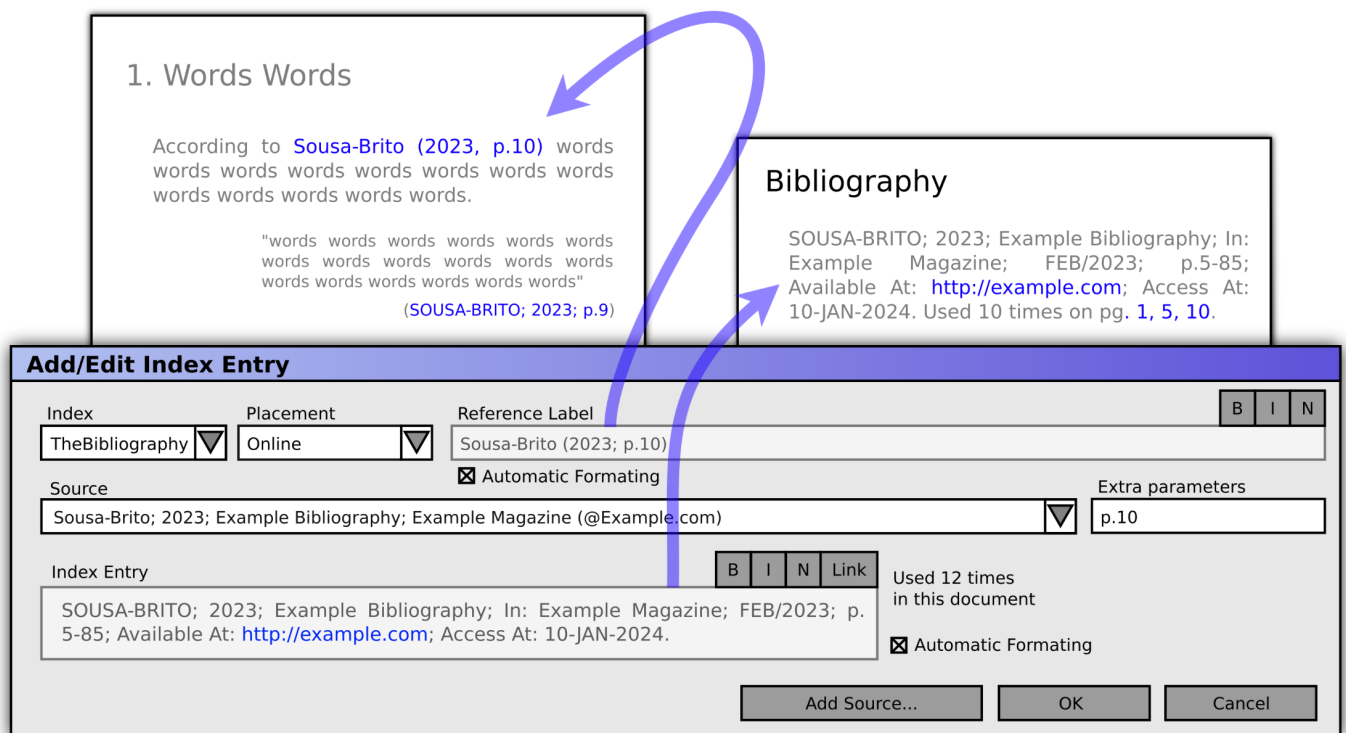 1. Words Words
According to Sousa-Brito (2023, p.10) words
words words words words words words words
words words words words words.
"words words words words words words
words words words words words words
words words words words words words"
(SOUSA-BRITO; 2023; p.9)
Bibliography
SOUSA-BRITO; 2023; Example Bibliography; In:
Example Magazine; FEB/2023; p.5-85;
Available At: http://example.com; Access At:
10-JAN-2024. Used 10 times on pg. 1, 5, 10.
Add/Edit Index Entry
Index
Placement
Reference Label
B I N
TheBibliography
Online
Sousa-Brito (2023; p.10)
Automatic Formating
Source
Extra parameters
Sousa-Brito; 2023; Example Bibliography; Example Magazine (@Example.com)
p.10
Index Entry
B I N Link
Used 12 times
in this document
SOUSA-BRITO; 2023; Example Bibliography; In: Example Magazine; FEB/2023; p.
5-85; Available At: http://example.com; Access At: 10-JAN-2024.
Automatic Formating
Add Source...
OK
Cancel